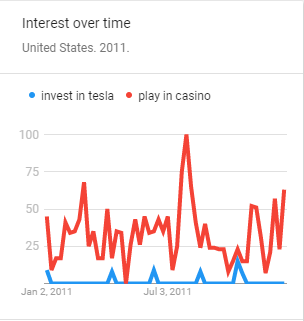 Interest over time
United States. 2011.
invest in tesla play in casino
100
75
50
25
Jan 2, 2011 Jul 3, 2011